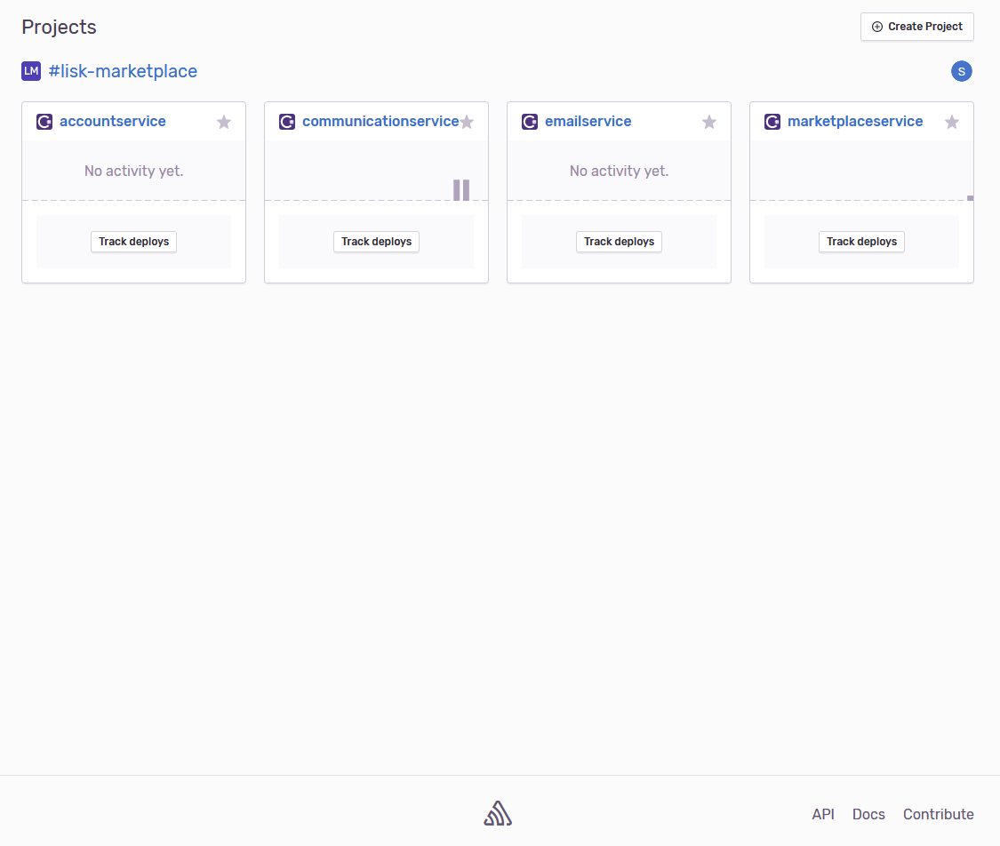 Projects
Create Project
LM #lisk-marketplace
S
accountservice
communicationservice
emailservice
marketplaceservice
No activity yet.
No activity yet.
Track deploys
Track deploys
Track deploys
Track deploys
API Docs Contribute